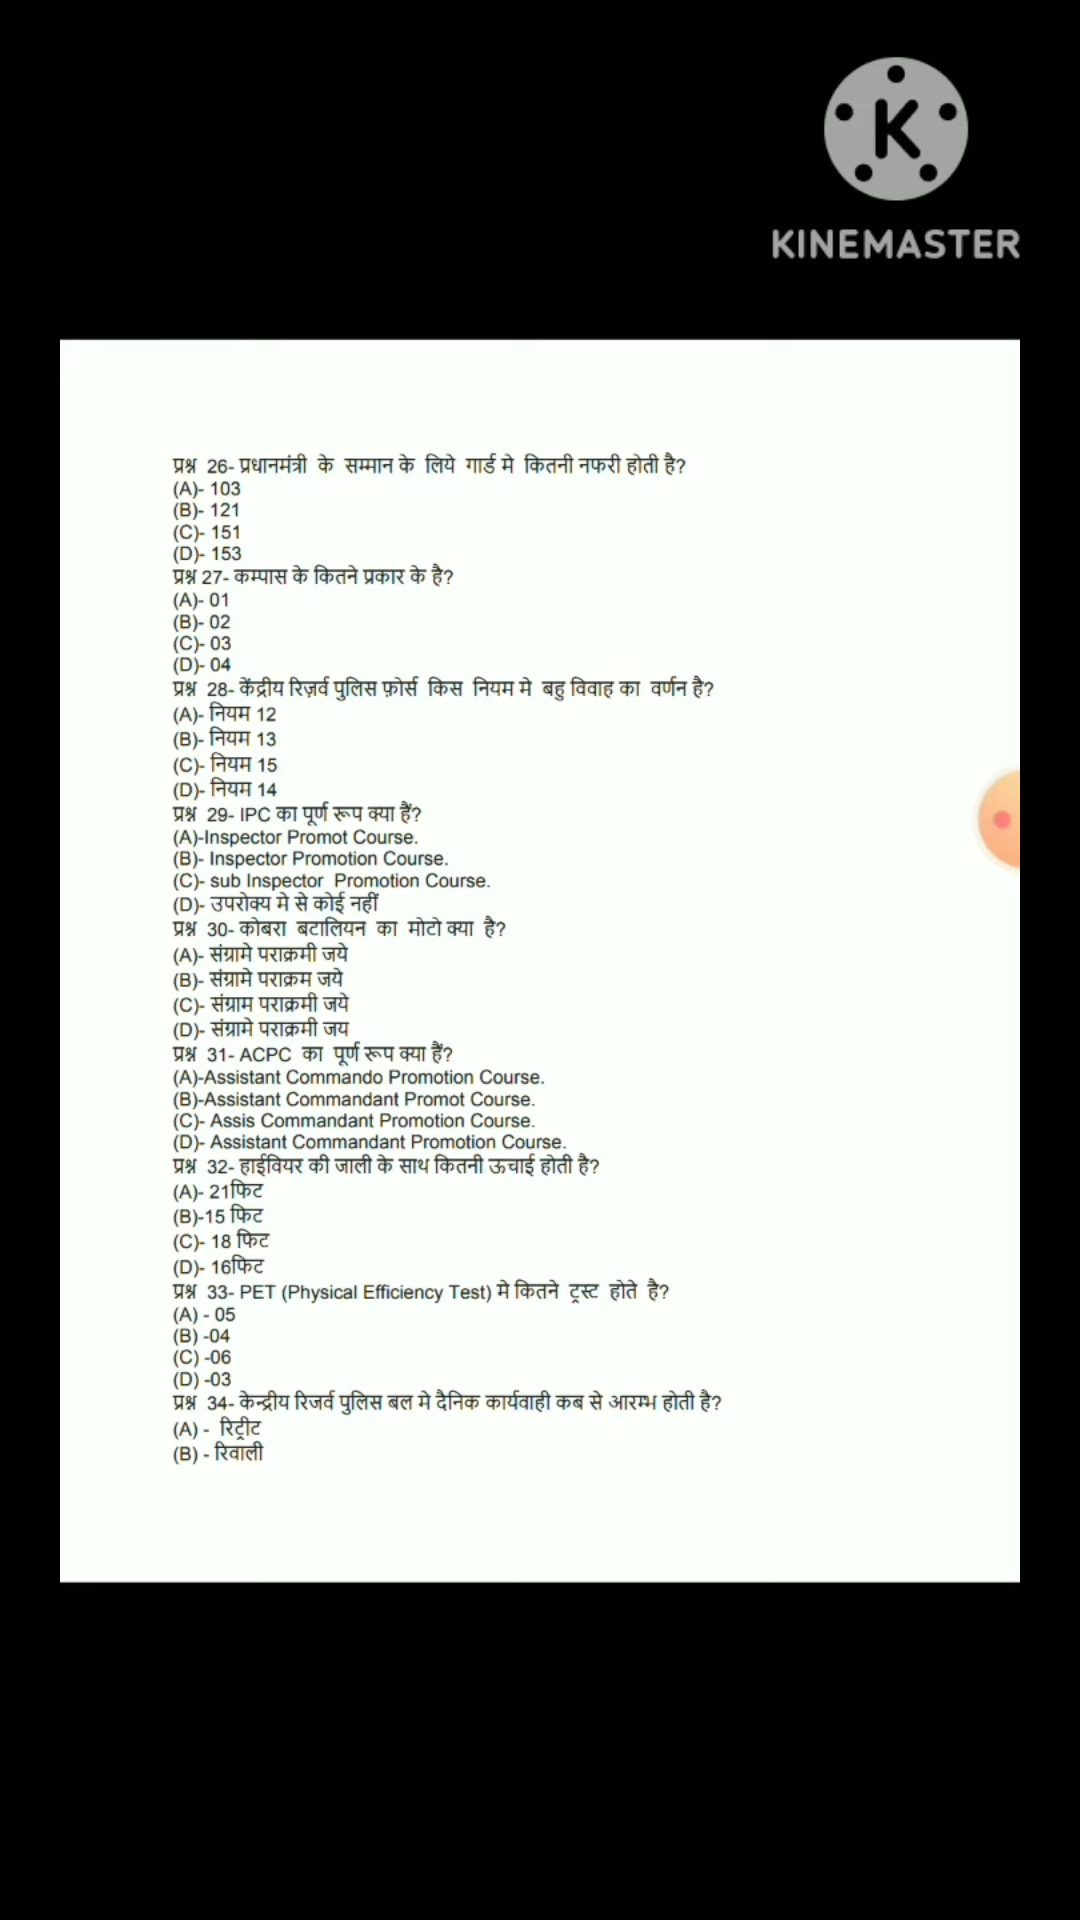 KINEMASTER
प्रश्न 26- प्रधानमंत्री के सम्मान के लिये गार्ड मे कितनी नफरी होती है?
(A)- 103
(B)- 121
(C)- 151
(D)- 153
प्रश्न 27- कम्पास के कितने प्रकार के है?
(A)- 01
(B)- 02
(C)- 03
(D)- 04
प्रश्न 28- केंद्रीय रिज़र्व पुलिस फ़ोर्स किस नियम मे बहु विवाह का वर्णन है?
(A)- नियम 12
(B)- नियम 13
(C)- नियम 15
(D)- नियम 14
प्रश्न 29- IPC का पूर्ण रूप क्या हैं?
(A)-Inspector Promot Course.
(B)- Inspector Promotion Course.
(C)- sub Inspector Promotion Course.
(D)- उपरोक्य मे से कोई नहीं
प्रश्न 30- कोबरा बटालियन का मोटो क्या है?
(A)- संग्रामे पराक्रमी जये
(B)- संग्रामे पराक्रम जये
(C)- संग्राम पराक्रमी जये
(D)- संग्रामे पराक्रमी जय
प्रश्न 31- ACPC का पूर्ण रूप क्या हैं?
(A)-Assistant Commando Promotion Course.
(B)-Assistant Commandant Promot Course.
(C)- Assis Commandant Promotion Course.
(D)- Assistant Commandant Promotion Course.
प्रश्न 32- हाईवियर की जाली के साथ कितनी ऊचाई होती है?
(A)- 21फिट
(B)-15 फिट
(C)- 18 फिट
(D)- 16फिट
प्रश्न 33- PET (Physical Efficiency Test) मे कितने ट्रस्ट होते है?
(A) - 05
(B) -04
(C) -06
(D) -03
प्रश्न 34- केन्द्रीय रिजर्व पुलिस बल मे दैनिक कार्यवाही कब से आरम्भ होती है?
(A) - रिट्रीट
(B) - रिवाली